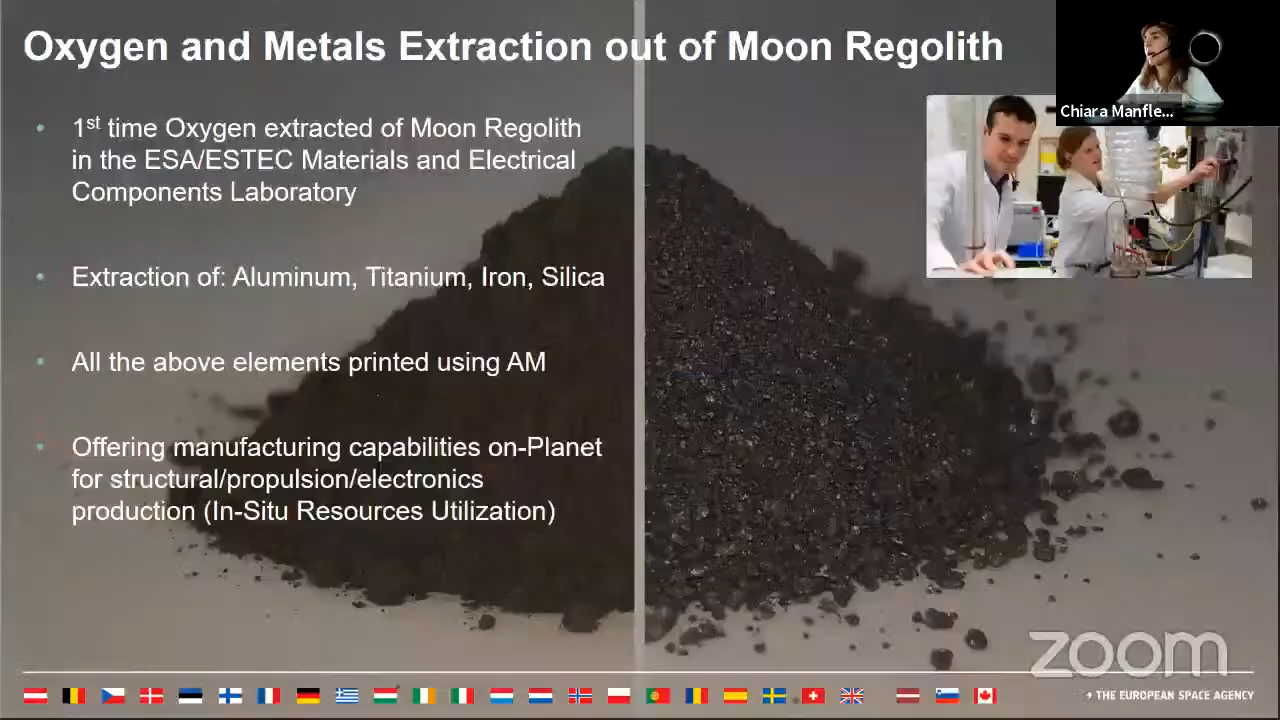 Oxygen and Metals Extraction out of Moon Regolith
Chiara Manfle...
1st time Oxygen extracted of Moon Regolith
in the ESA/ESTEC Materials and Electrical
Components Laboratory
Extraction of: Aluminum, Titanium, Iron, Silica
All the above elements printed using AM
Offering manufacturing capabilities on-Planet
for structural/propulsion/electronics
production (In-Situ Resources Utilization)
zoom
THE EUROPEAN SPACE AGENCY